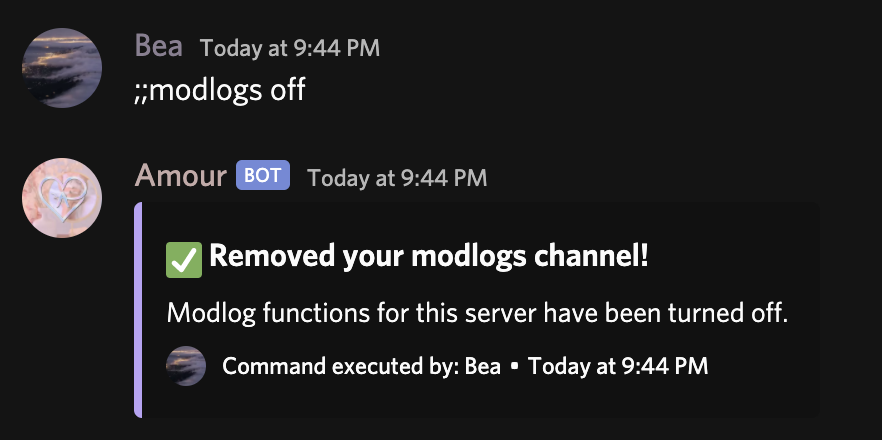 Bea Today at 9:44 PM
;;modlogs off
Amour BOT Today at 9:44 PM
✅ Removed your modlogs channel!
Modlog functions for this server have been turned off.
Command executed by: Bea • Today at 9:44 PM